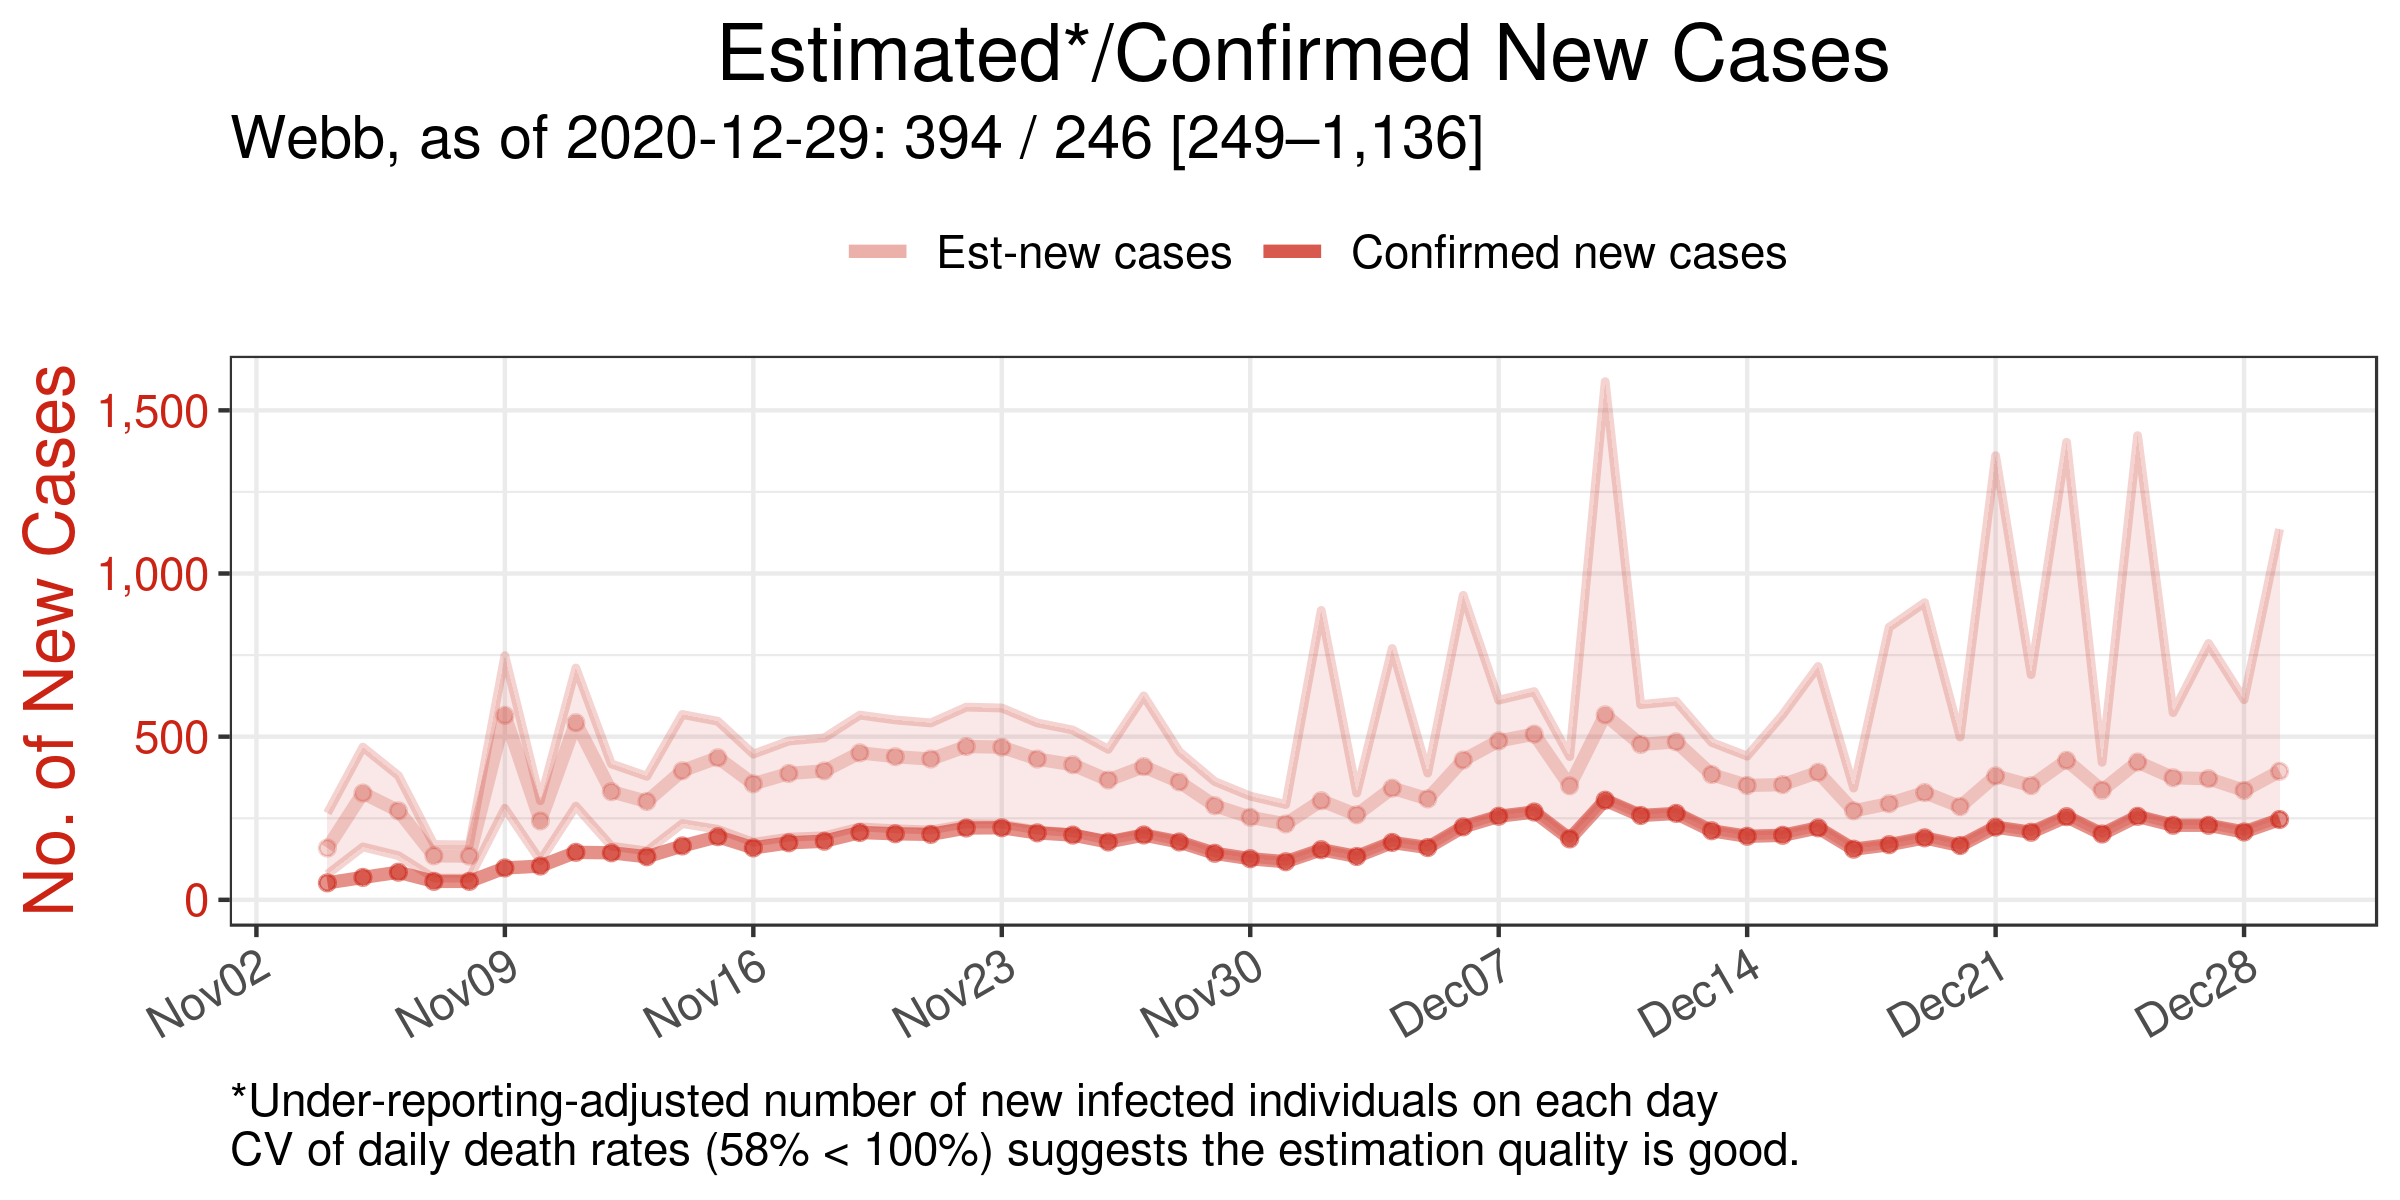 Estimated*/Confirmed New Cases
Webb, as of 2020-12-29: 394 / 246 [249–1,136]
Est-new cases Confirmed new cases
No. of New Cases
1,500
1,000
500
0
Nov02 Nov09 Nov16 Nov23 Nov30 Dec07 Dec14 Dec21 Dec28
*Under-reporting-adjusted number of new infected individuals on each day
CV of daily death rates (58% < 100%) suggests the estimation quality is good.